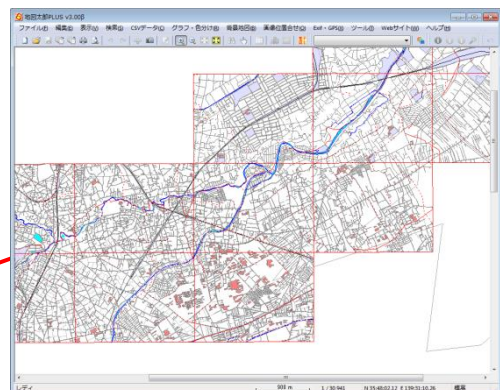 地図太郎PLUS v3.00β
ファイル(F) 編集(E) 表示(V) 検索(S) CSVデータ(C) グラフ・色分け(B) 背景地図(B) 画像位置合せ(G) Exif・GPS(I) ツール(T) Webサイト(W) ヘルプ(H)
レディ 908 m 1 / 30,941 N 35:48:02.12 E 139:31:10.26 標高